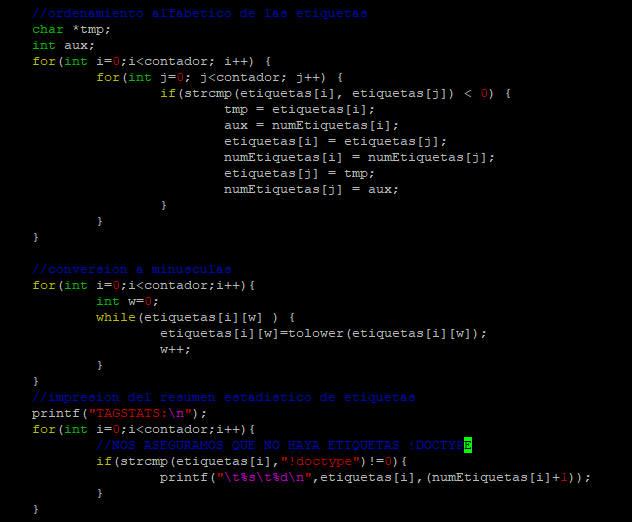 //ordenamiento alfabetico de las etiquetas
char *tmp;
int aux;
for(int i=0;i<contador; i++) {
for(int j=0; j<contador; j++) {
if(strcmp(etiquetas[i], etiquetas[j]) < 0) {
tmp = etiquetas[i];
aux = numEtiquetas[i];
etiquetas[i] = etiquetas[j];
numEtiquetas[i] = numEtiquetas[j];
etiquetas[j] = tmp;
numEtiquetas[j] = aux;
}
}
}
//conversion a minusculas
for(int i=0;i<contador;i++){
int w=0;
while(etiquetas[i][w] ) {
etiquetas[i][w]=tolower(etiquetas[i][w]);
w++;
}
}
//impresion del resumen estadistico de etiquetas
printf("TAGSTATS:\n");
for(int i=0;i<contador;i++){
//NOS ASEGURAMOS QUE NO HAYA ETIQUETAS !DOCTYPE
if(strcmp(etiquetas[i],"!doctype")!=0){
printf("\t%s\t%d\n",etiquetas[i],(numEtiquetas[i]+1));
}
}